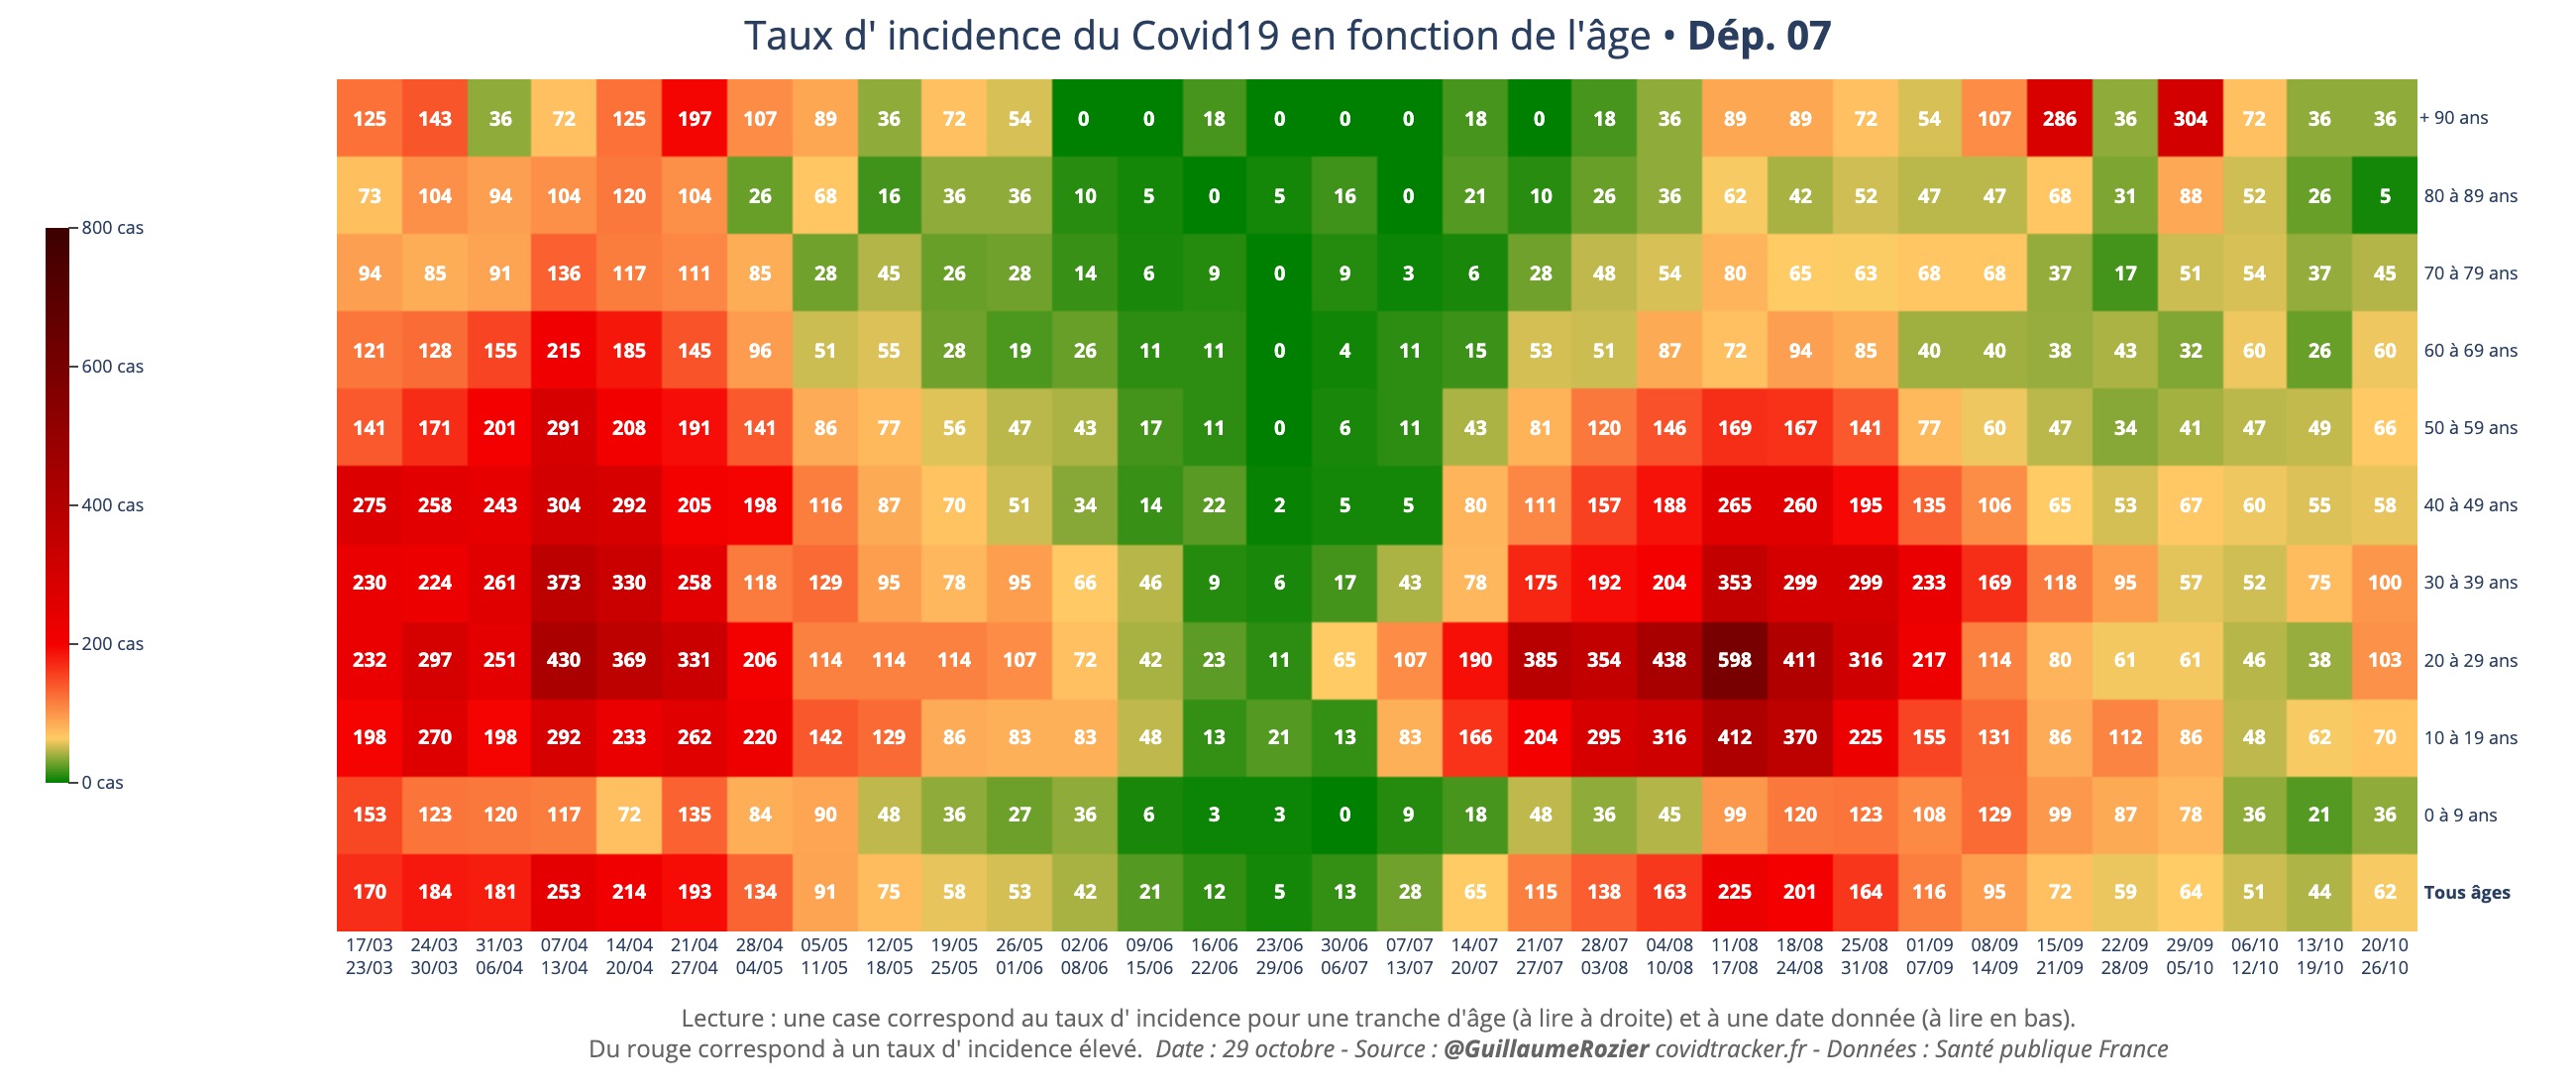 Taux d' incidence du Covid19 en fonction de l'âge • Dép. 07
125 143 36 72 125 197 107 89 36 72 54 0 0 18 0 0 0 18 0 18 36 89 89 72 54 107 286 36 304 72 36 36 + 90 ans
73 104 94 104 120 104 26 68 16 36 36 10 5 0 5 16 0 21 10 26 36 62 42 52 47 47 68 31 88 52 26 5 80 à 89 ans
94 85 91 136 117 111 85 28 45 26 28 14 6 9 0 9 3 6 28 48 54 80 65 63 68 68 37 17 51 54 37 45 70 à 79 ans
121 128 155 215 185 145 96 51 55 28 19 26 11 11 0 4 11 15 53 51 87 72 94 85 40 40 38 43 32 60 26 60 60 à 69 ans
141 171 201 291 208 191 141 86 77 56 47 43 17 11 0 6 11 43 81 120 146 169 167 141 77 60 47 34 41 47 49 66 50 à 59 ans
275 258 243 304 292 205 198 116 87 70 51 34 14 22 2 5 5 80 111 157 188 265 260 195 135 106 65 53 67 60 55 58 40 à 49 ans
230 224 261 373 330 258 118 129 95 78 95 66 46 9 6 17 43 78 175 192 204 353 299 299 233 169 118 95 57 52 75 100 30 à 39 ans
232 297 251 430 369 331 206 114 114 114 107 72 42 23 11 65 107 190 385 354 438 598 411 316 217 114 80 61 61 46 38 103 20 à 29 ans
198 270 198 292 233 262 220 142 129 86 83 83 48 13 21 13 83 166 204 295 316 412 370 225 155 131 86 112 86 48 62 70 10 à 19 ans
153 123 120 117 72 135 84 90 48 36 27 36 6 3 3 0 9 18 48 36 45 99 120 123 108 129 99 87 78 36 21 36 0 à 9 ans
170 184 181 253 214 193 134 91 75 58 53 42 21 12 5 13 28 65 115 138 163 225 201 164 116 95 72 59 64 51 44 62 Tous âges
17/03 24/03 31/03 07/04 14/04 21/04 28/04 05/05 12/05 19/05 26/05 02/06 09/06 16/06 23/06 30/06 07/07 14/07 21/07 28/07 04/08 11/08 18/08 25/08 01/09 08/09 15/09 22/09 29/09 06/10 13/10 20/10
23/03 30/03 06/04 13/04 20/04 27/04 04/05 11/05 18/05 25/05 01/06 08/06 15/06 22/06 29/06 06/07 13/07 20/07 27/07 03/08 10/08 17/08 24/08 31/08 07/09 14/09 21/09 28/09 05/10 12/10 19/10 26/10
800 cas
600 cas
400 cas
200 cas
0 cas
Lecture : une case correspond au taux d' incidence pour une tranche d'âge (à lire à droite) et à une date donnée (à lire en bas).
Du rouge correspond à un taux d' incidence élevé. Date : 29 octobre - Source : @GuillaumeRozier covidtracker.fr - Données : Santé publique France